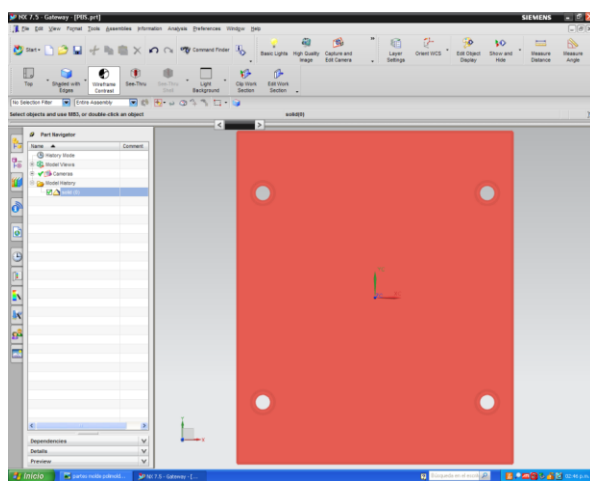 NX 7.5 - Gateway - [PBS.prt]
SIEMENS
File Edit View Format Tools Assemblies Information Analysis Preferences Window Help
Start
Command Finder
Basic Lights
High Quality Image
Capture and Edit Camera
Layer Settings
Orient WCS
Edit Object Display
Show and Hide
Measure Distance
Measure Angle
Top
Shaded with Edges
Wireframe Contrast
See-Thru
Light Background
Clip Work Section
Edit Work Section
No Selection Filter
Entire Assembly
Select objects and use MB3, or double-click an object
solid(0)
Part Navigator
Name
Comment
History Mode
Model Views
Cameras
Model History
solid (0)
Dependencies
Details
Preview
Y
X
Inicio
NX 7.5 - Gateway - [...
02:46 p.m.